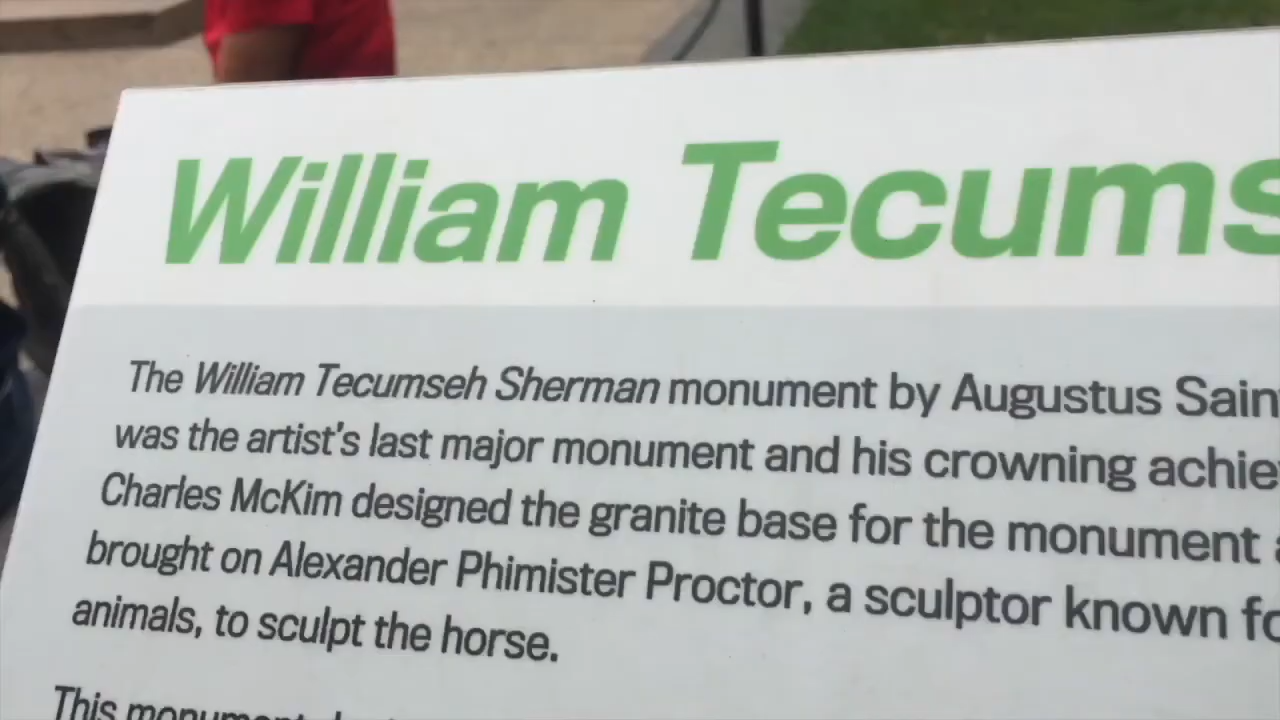 William Tecums
The William Tecumseh Sherman monument by Augustus Sain
was the artist's last major monument and his crowning achie
Charles McKim designed the granite base for the monument
brought on Alexander Phimister Proctor, a sculptor known fo
animals, to sculpt the horse.
This